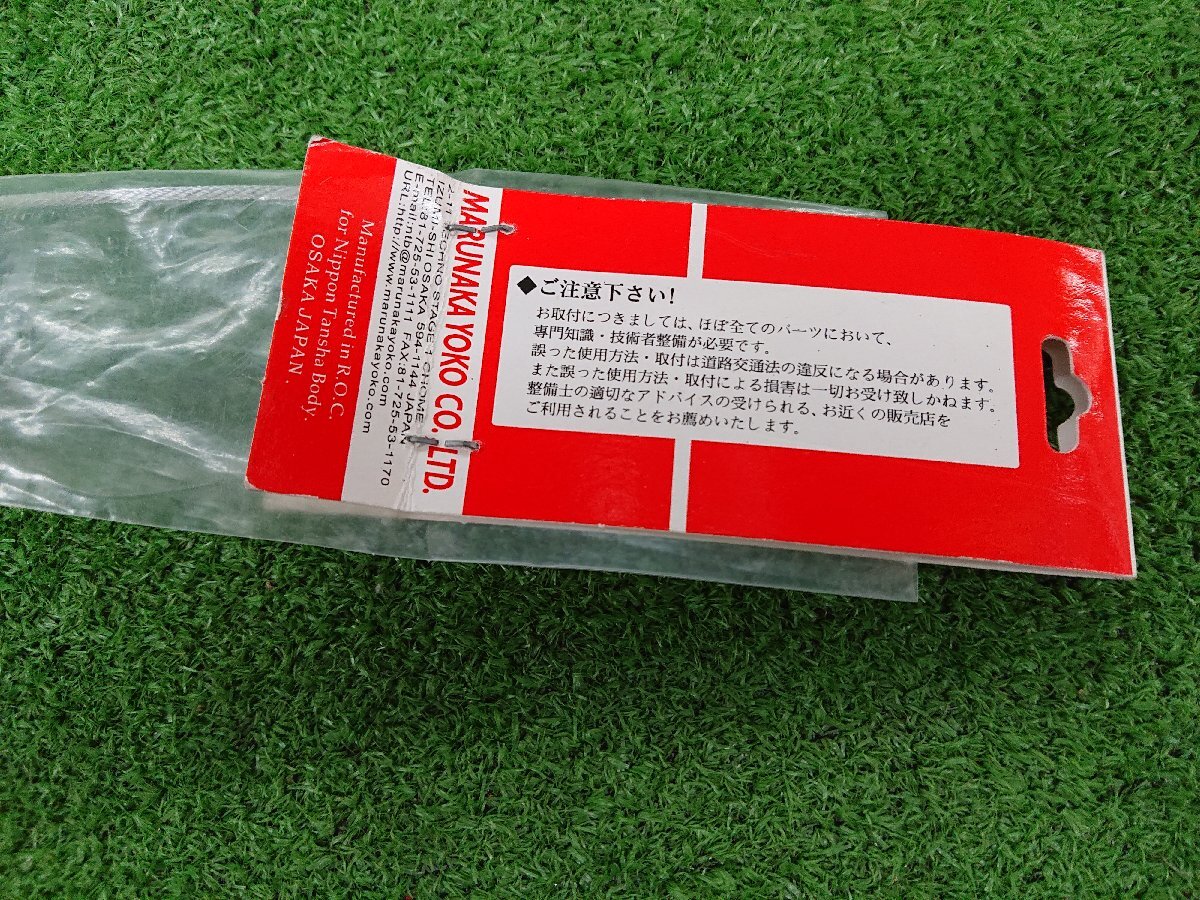 ◆ご注意下さい！
お取付につきましては、ほぼ全てのパーツにおいて、
専門知識・技術者整備が必要です。
誤った使用方法・取付は道路交通法の違反になる場合があります。
また誤った使用方法・取付による損害は一切お受け致しかねます。
整備士の適切なアドバイスの受けられる、お近くの販売店を
ご利用されることをお薦めいたします。
MARUNAKA YOKO CO., LTD.
STAGE 1 CHOME
IZUMI-SHI OSAKA 594-1144 JAPAN
TEL:81-725-53-1111 FAX:81-725-53-1170
E-mail:ntb@marunakayoko.com
URL:http://www.marunakayoko.com
Manufactured in R.O.C.
for Nippon Tansha Body.
OSAKA JAPAN.